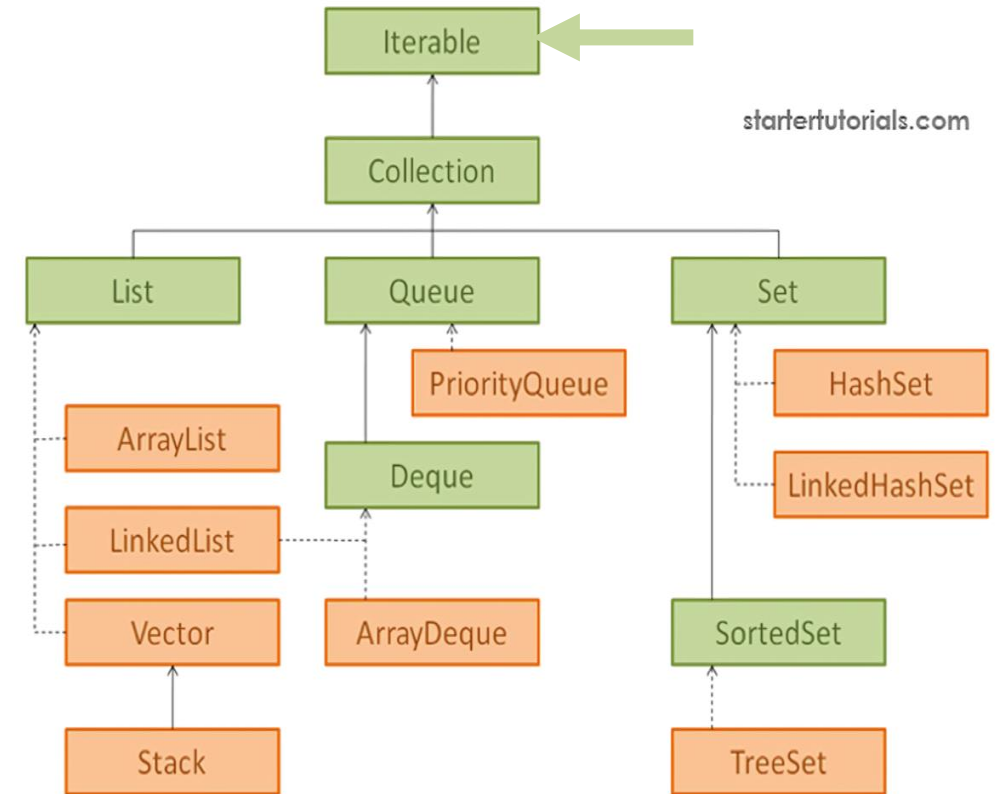 Iterable
startertutorials.com
Collection
List
Queue
Set
PriorityQueue
HashSet
ArrayList
Deque
LinkedHashSet
LinkedList
Vector
ArrayDeque
SortedSet
Stack
TreeSet